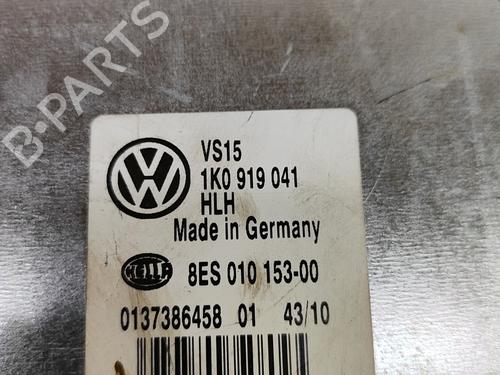 B-PARTS
VS15
1K0 919 041
HLH
Made in Germany
HELLA
8ES 010 153-00
0137386458 01 43/10